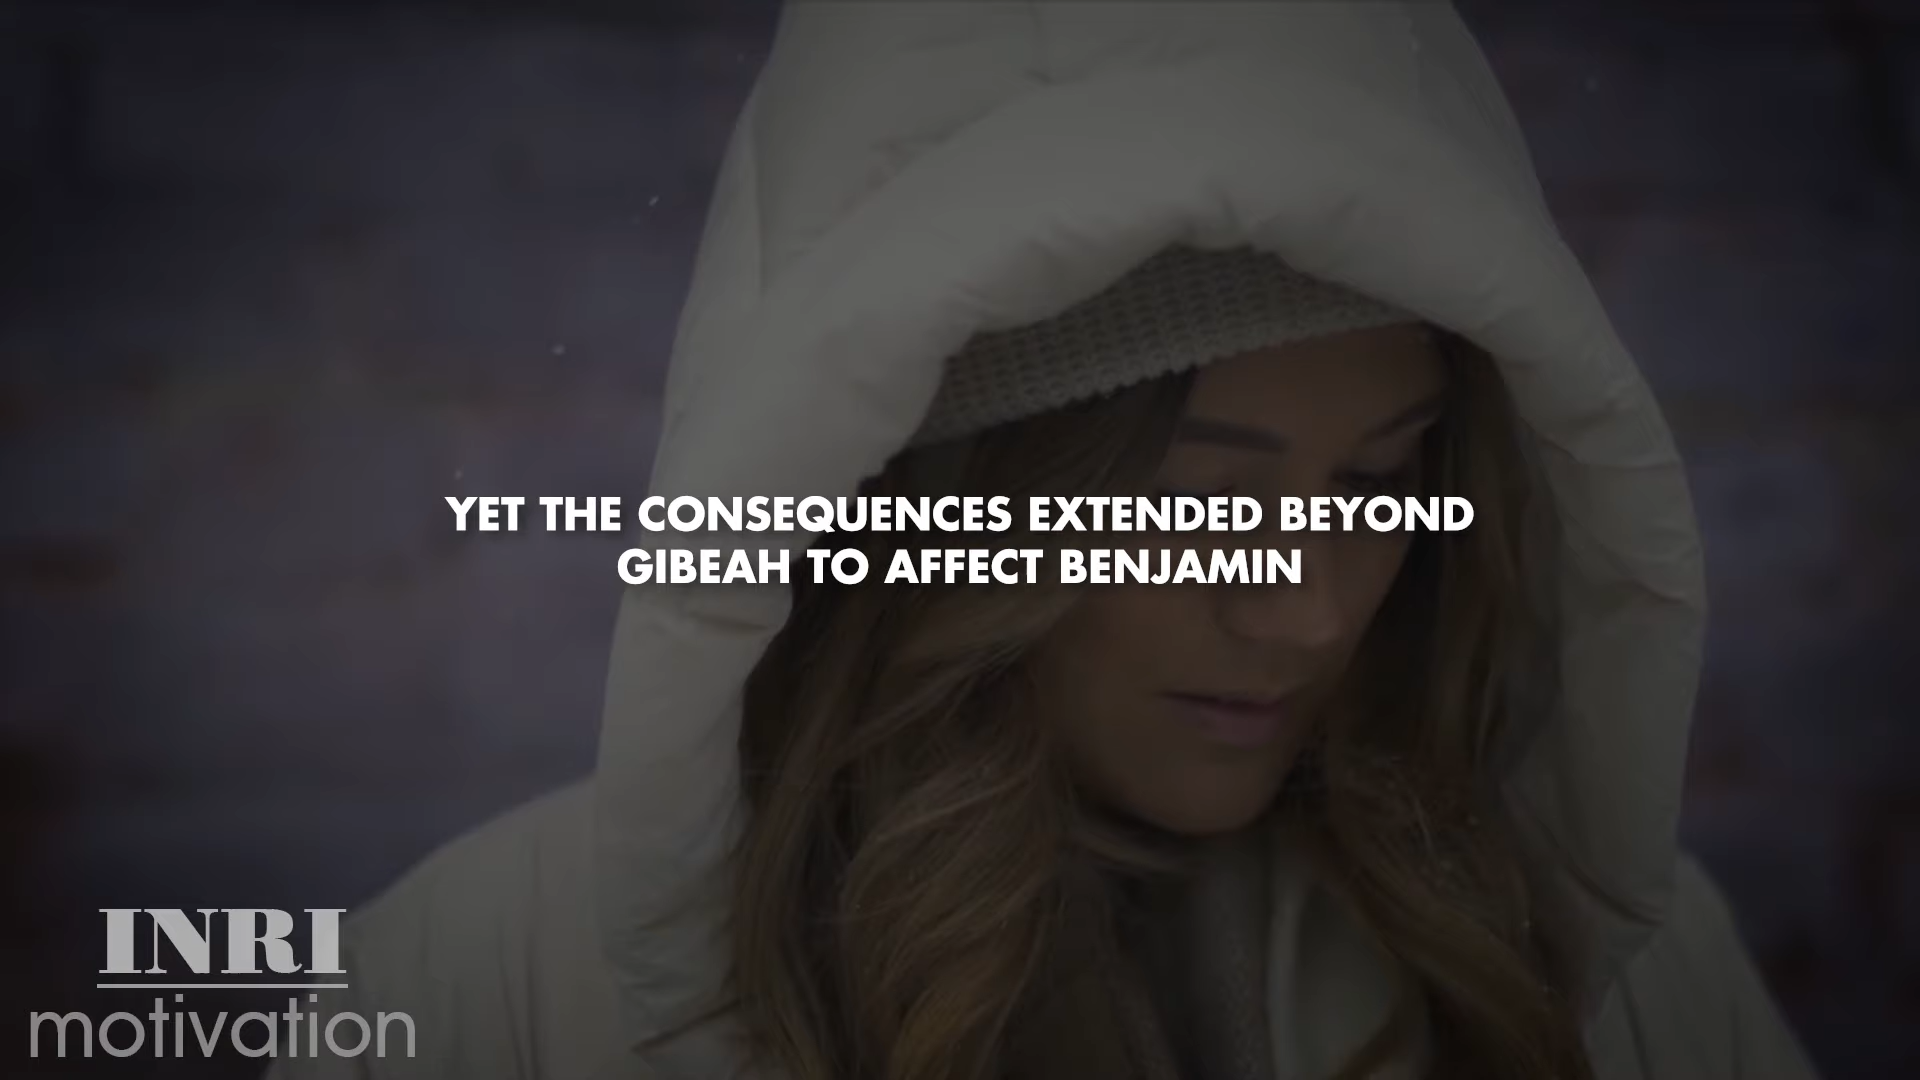 YET THE CONSEQUENCES EXTENDED BEYOND
GIBEAH TO AFFECT BENJAMIN
INRI
motivation